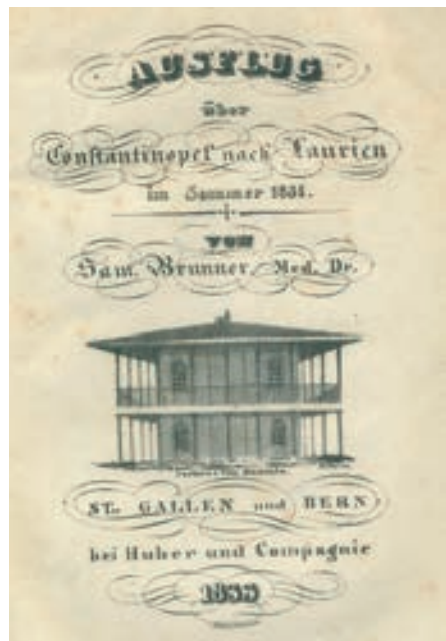 AUSFLUG
über
Constantinopel nach Taurien
im Sommer 1831.
VON
Sam. Brunner, Med. Dr.
ST. GALLEN und BERN
bei Huber und Compagnie
1833